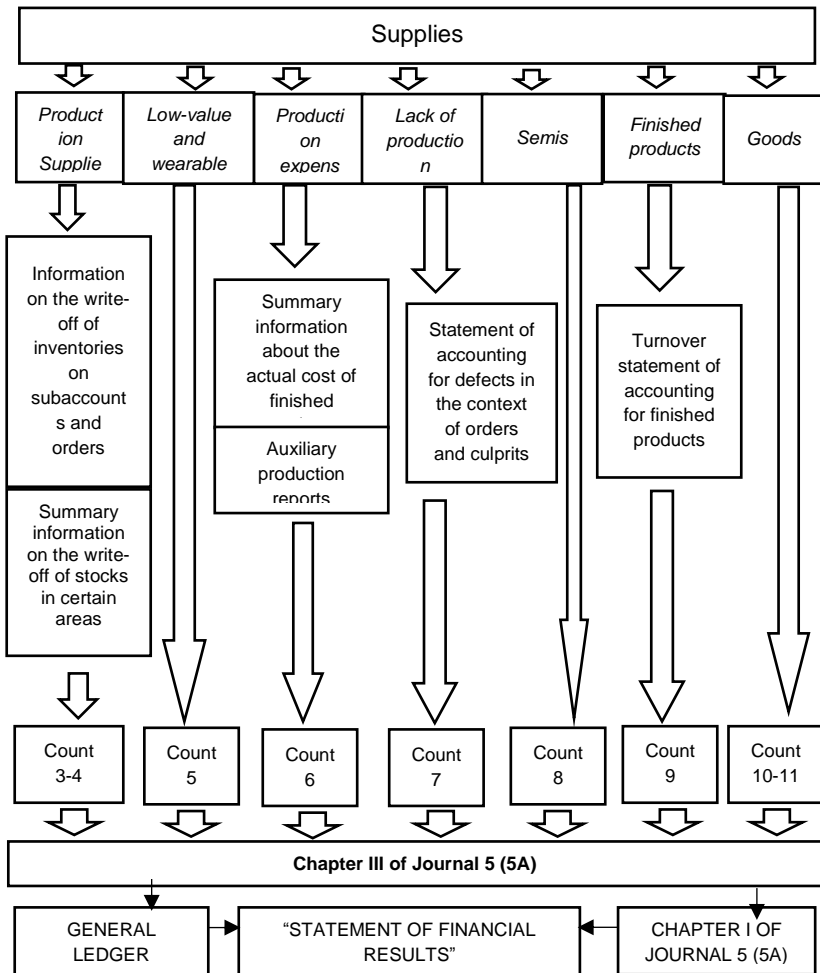 Supplies
Product
ion
Supplie
Low-value
and
wearable
Producti
on
expens
Lack of
productio
n
Semis
Finished
products
Goods
Information
on the write-
off of
inventories
on
subaccount
s and
orders
Summary
information
on the write-
off of stocks
in certain
areas
Summary
information
about the
actual cost of
finished
Auxiliary
production
reports
Statement of
accounting
for defects in
the context
of orders
and culprits
Turnover
statement of
accounting
for finished
products
Count
3-4
Count
5
Count
6
Count
7
Count
8
Count
9
Count
10-11
Chapter III of Journal 5 (5A)
GENERAL
LEDGER
“STATEMENT OF FINANCIAL
RESULTS”
CHAPTER I OF
JOURNAL 5 (5A)